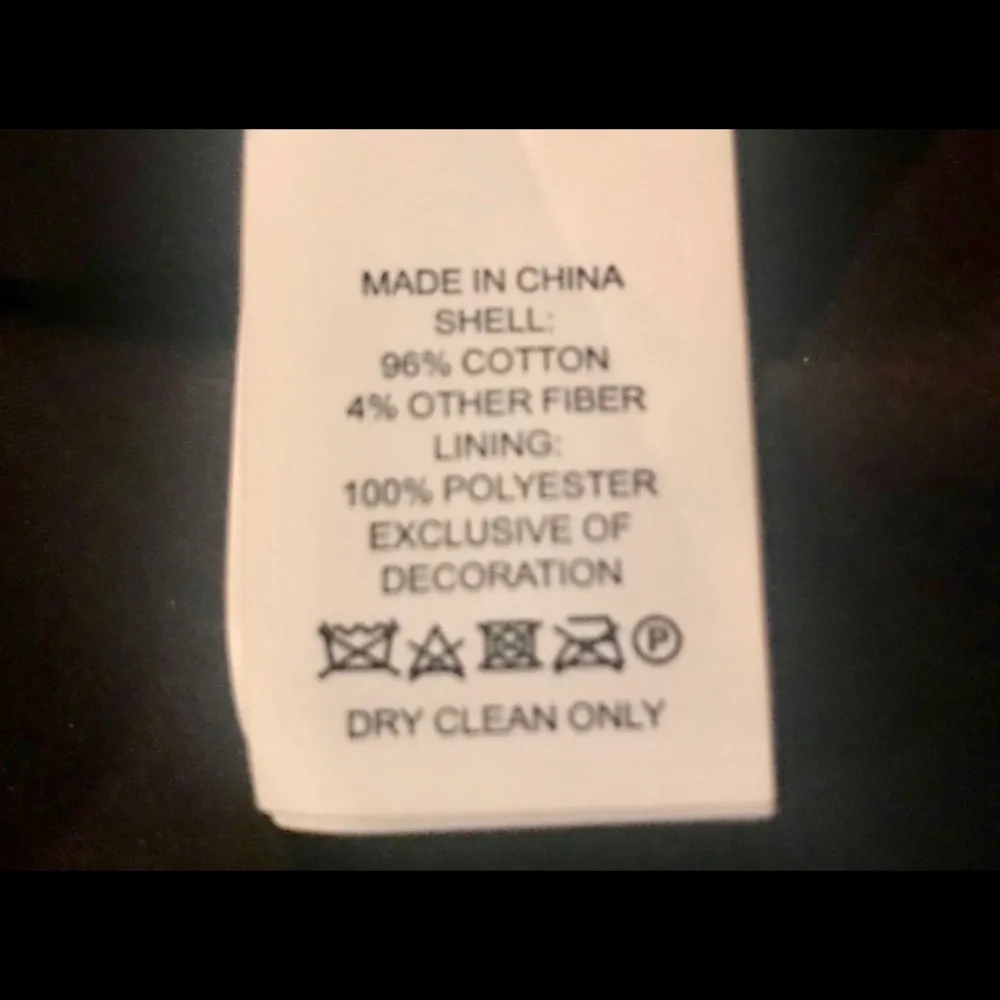 MADE IN CHINA
SHELL:
96% COTTON
4% OTHER FIBER
LINING:
100% POLYESTER
EXCLUSIVE OF
DECORATION
P
DRY CLEAN ONLY